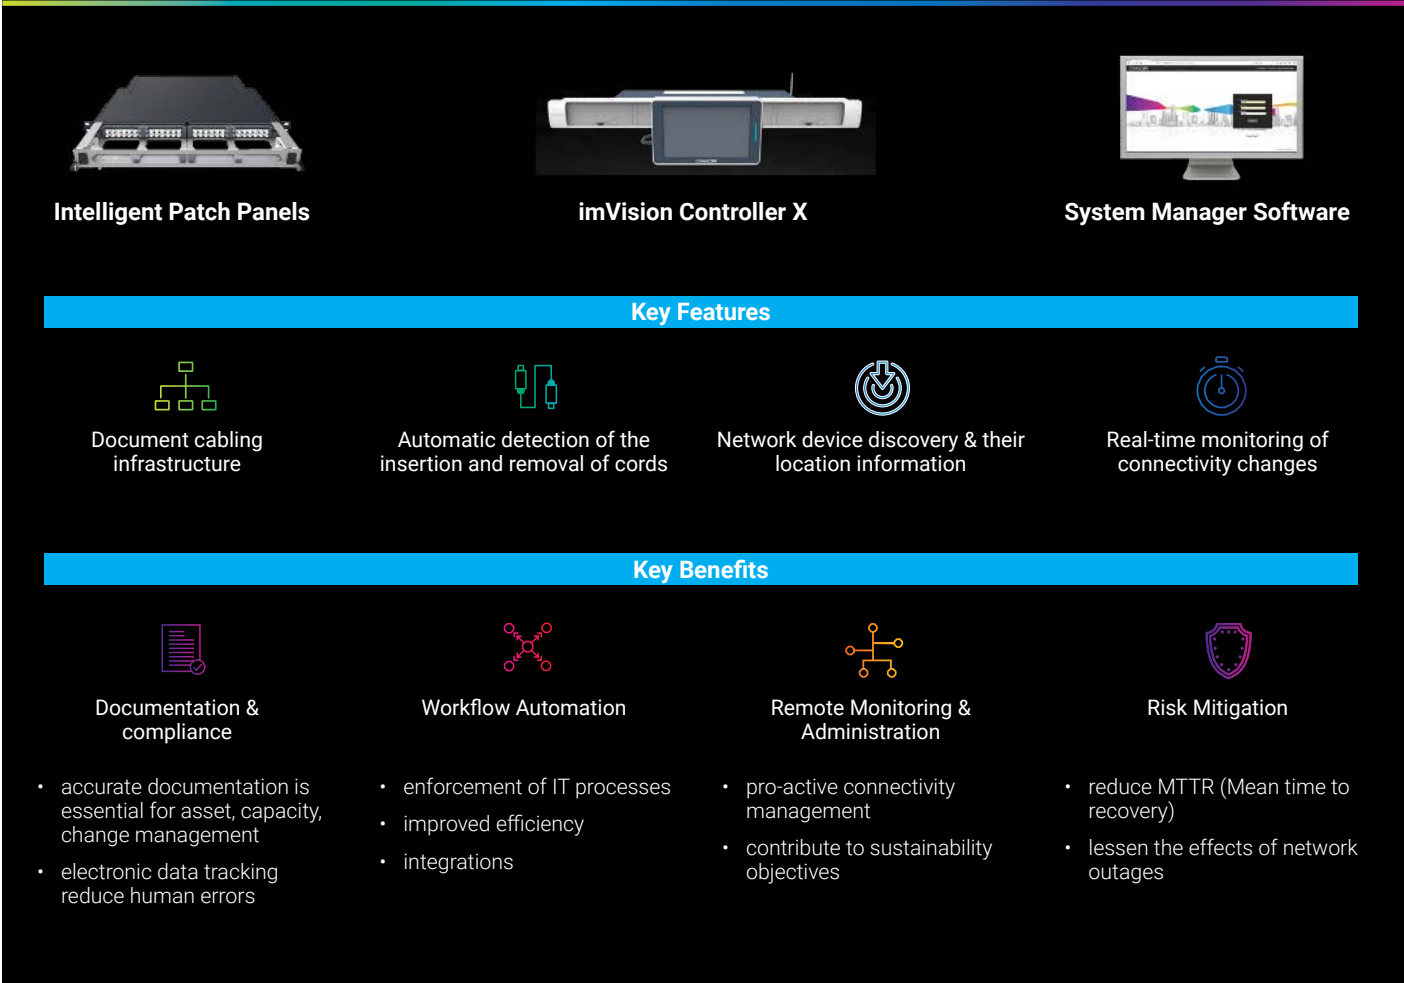 Intelligent Patch Panels
imVision Controller X
System Manager Software
Key Features
Document cabling
infrastructure
Automatic detection of the
insertion and removal of cords
Network device discovery & their
location information
Real-time monitoring of
connectivity changes
Key Benefits
Documentation &
compliance
• accurate documentation is
essential for asset, capacity,
change management
• electronic data tracking
reduce human errors
Workflow Automation
• enforcement of IT processes
• improved efficiency
• integrations
Remote Monitoring &
Administration
• pro-active connectivity
management
• contribute to sustainability
objectives
Risk Mitigation
• reduce MTTR (Mean time to
recovery)
• lessen the effects of network
outages